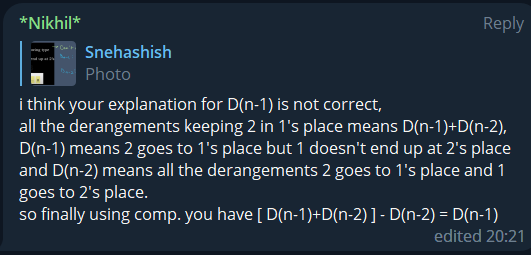 *Nikhil*
Reply
Snehashish
Photo
i think your explanation for D(n-1) is not correct,
all the derangements keeping 2 in 1's place means D(n-1)+D(n-2),
D(n-1) means 2 goes to 1's place but 1 doesn't end up at 2's place
and D(n-2) means all the derangements 2 goes to 1's place and 1
goes to 2's place.
so finally using comp. you have [ D(n-1)+D(n-2) ] - D(n-2) = D(n-1)
edited 20:21